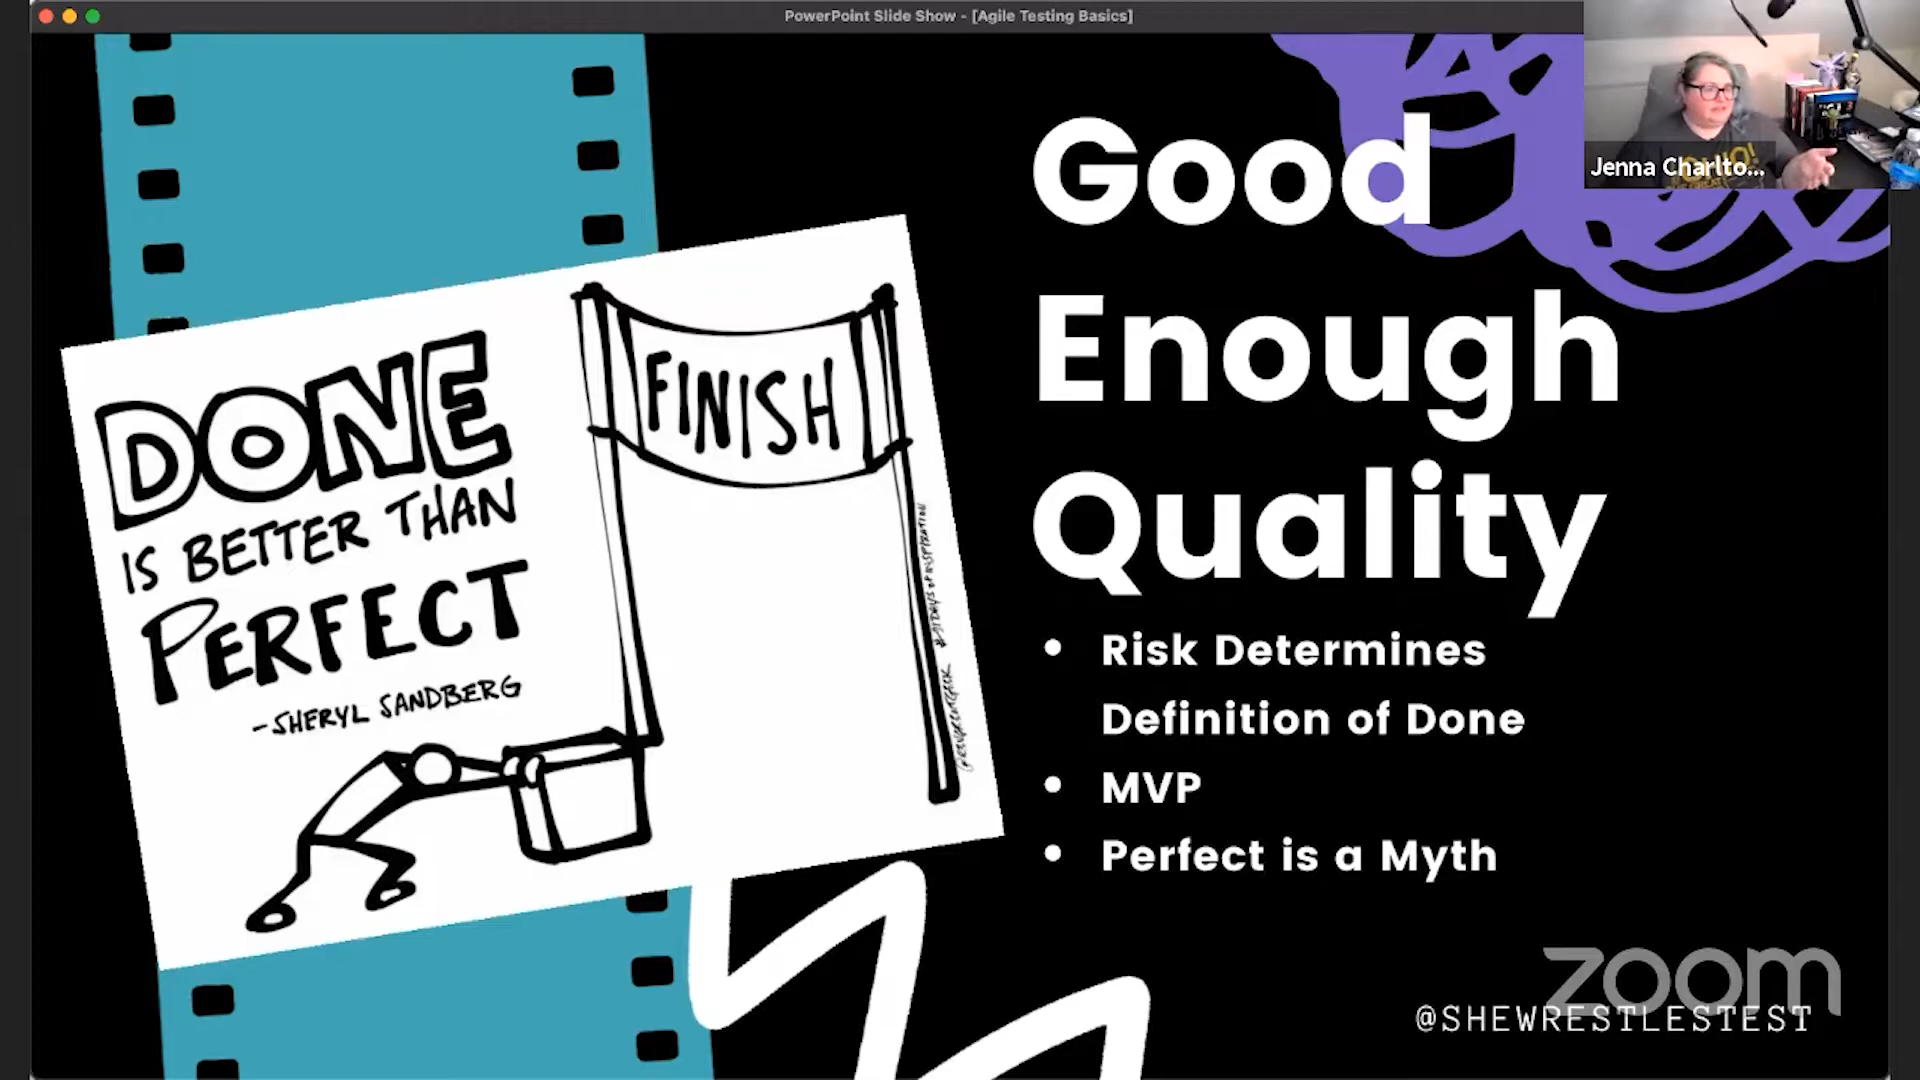 PowerPoint Slide Show - [Agile Testing Basics]
Jenna Charlto...
Good
Enough
Quality
DONE
IS BETTER THAN
PERFECT
-SHERYL SANDBERG
FINISH
• Risk Determines
Definition of Done
• MVP
• Perfect is a Myth
zoom
@SHEWRESTLESTEST